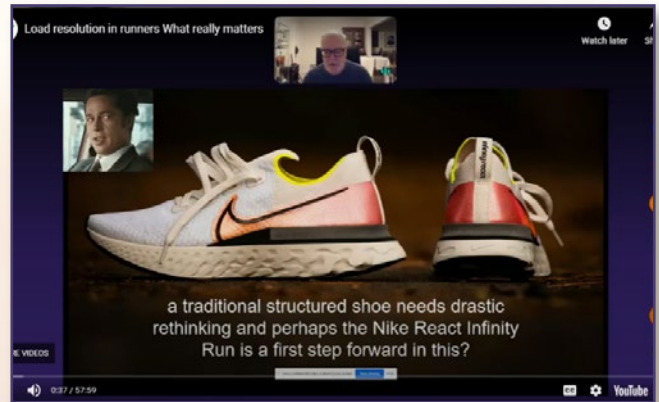 Load resolution in runners What really matters
Watch later
a traditional structured shoe needs drastic
rethinking and perhaps the Nike React Infinity
Run is a first step forward in this?
0:37 / 57:59
CC
YouTube